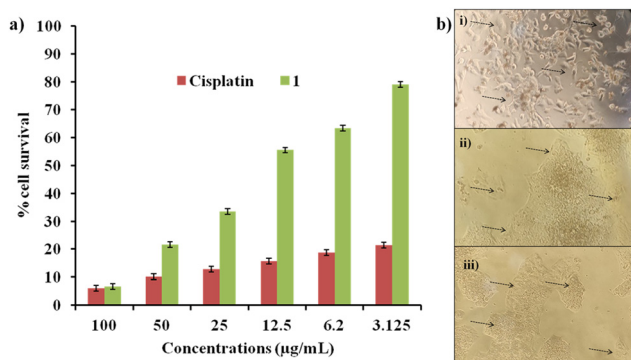 a)
100
90
80
70
60
50
40
30
20
10
0
% cell survival
Cisplatin 1
100 50 25 12.5 6.2 3.125
Concentrations (µg/mL)
b)
i)
ii)
iii)